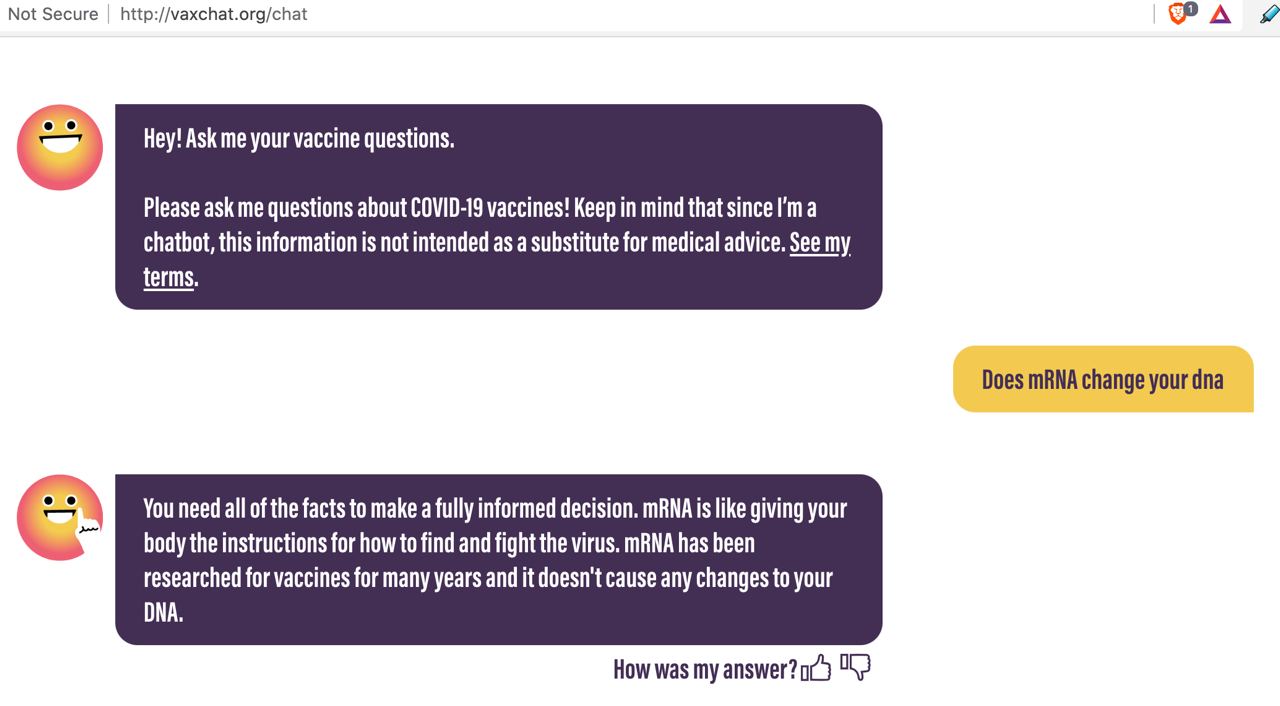 Not Secure http://vaxchat.org/chat 1
Hey! Ask me your vaccine questions.
Please ask me questions about COVID-19 vaccines! Keep in mind that since I'm a
chatbot, this information is not intended as a substitute for medical advice. See my
terms.
Does mRNA change your dna
You need all of the facts to make a fully informed decision. mRNA is like giving your
body the instructions for how to find and fight the virus. mRNA has been
researched for vaccines for many years and it doesn't cause any changes to your
DNA.
How was my answer?